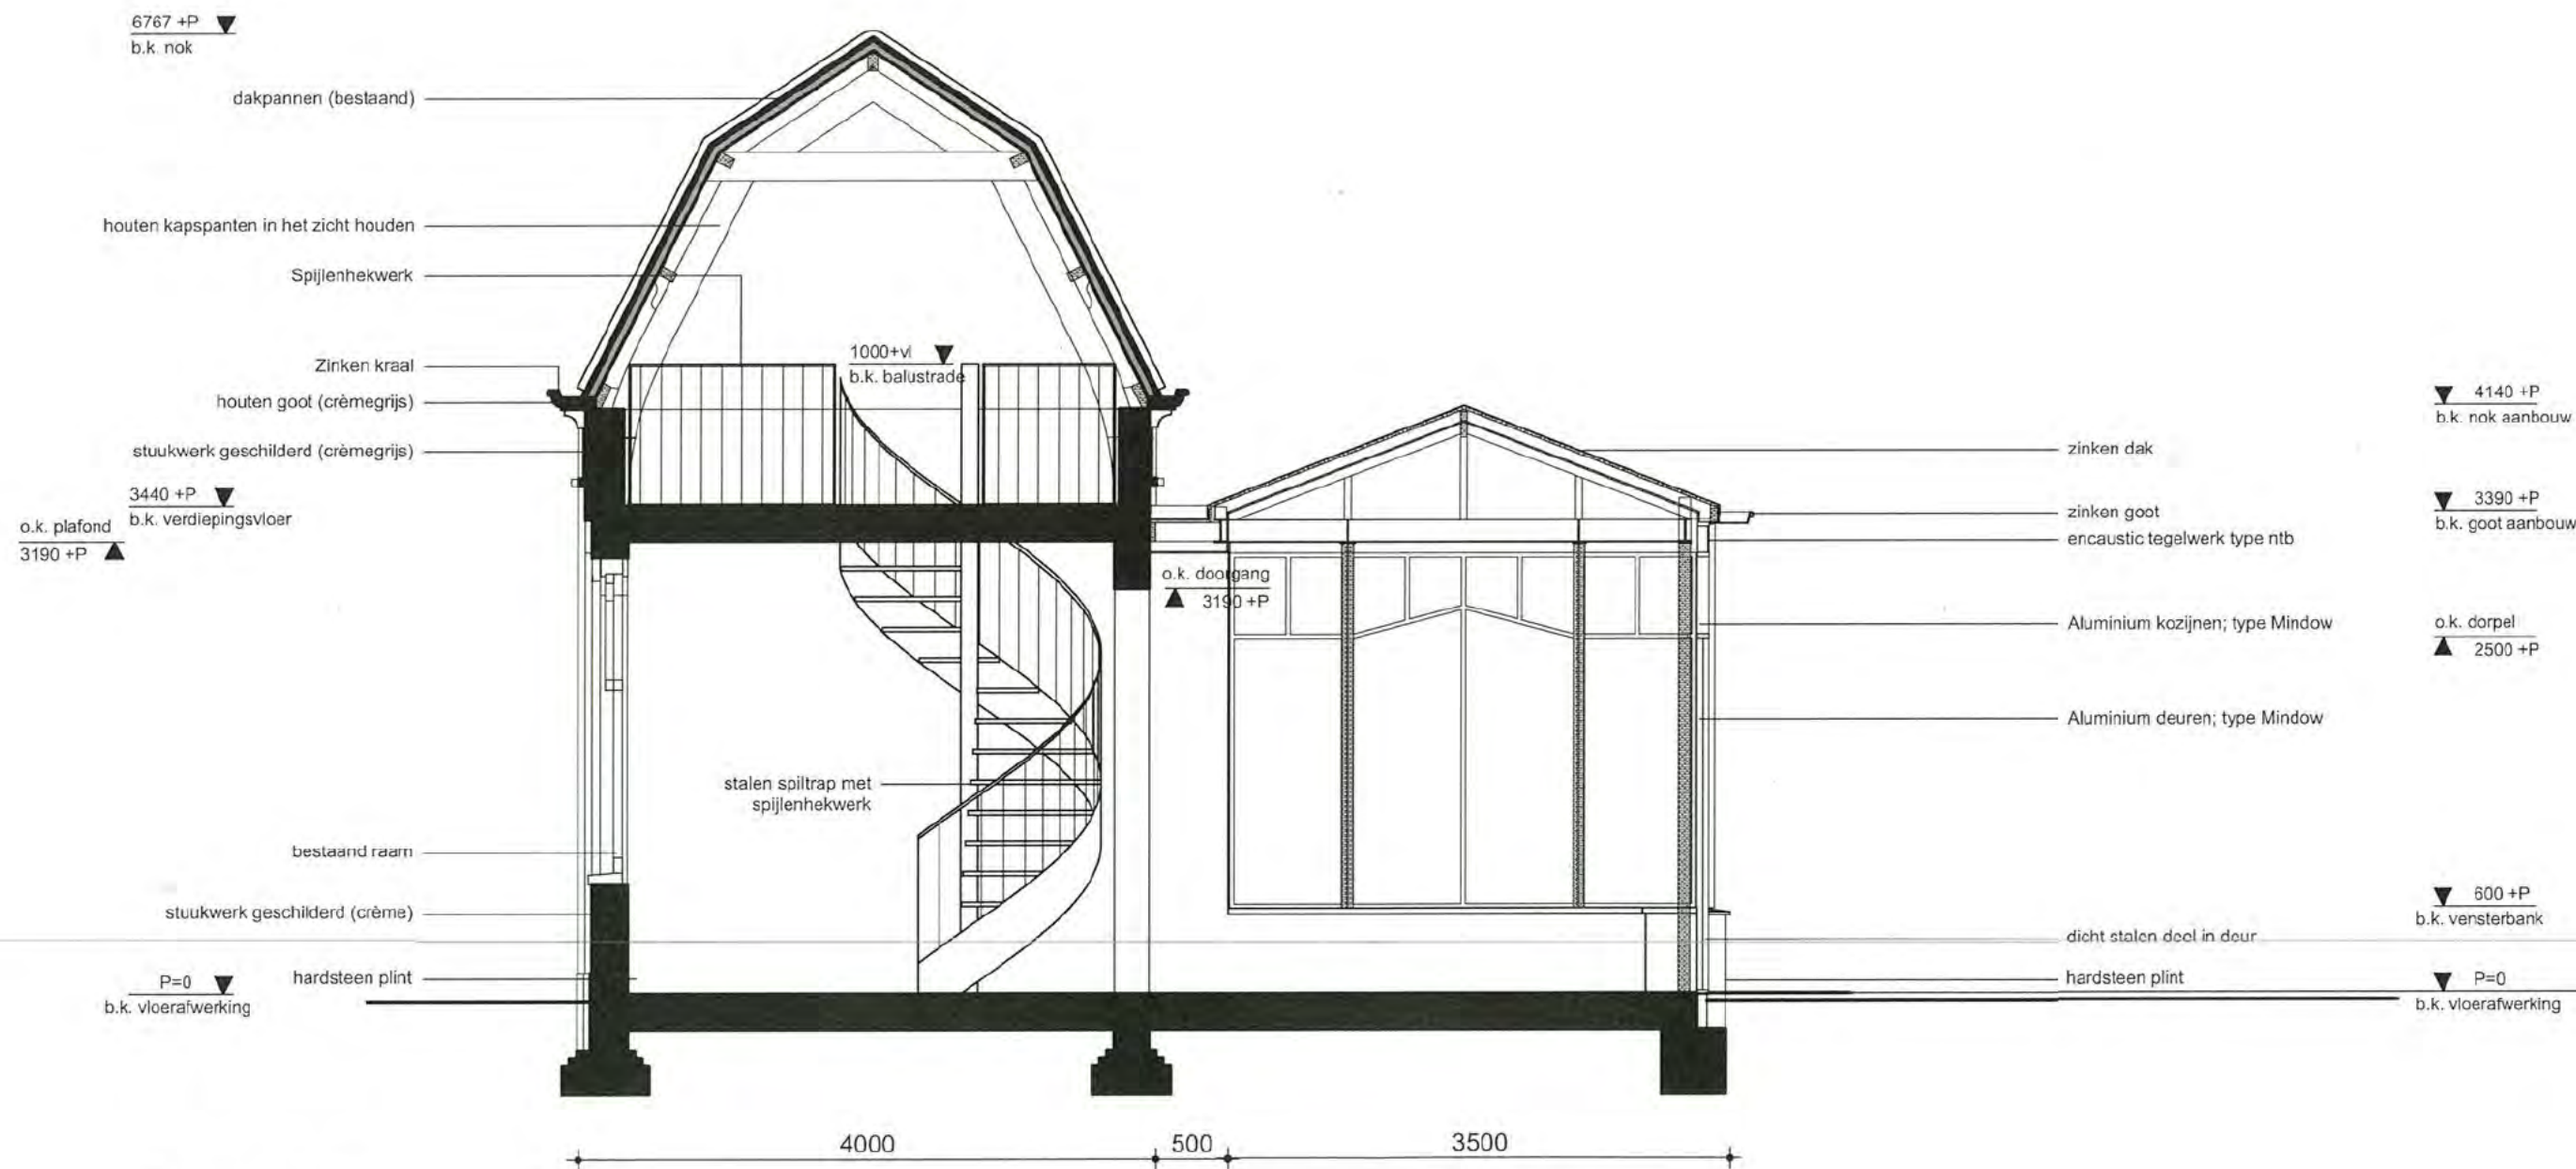 6767 +P
b.k. nok
dakpannen (bestaand)
houten kapspanten in het zicht houden
Spijlenhekwerk
Zinken kraal
houten goot (crèmegrijs)
stuukwerk geschilderd (crèmegrijs)
3440 +P
b.k. verdiepingsvloer
o.k. plafond
3190 +P
bestaand raam
stuukwerk geschilderd (crème)
hardsteen plint
P=0
b.k. vloerafwerking
1000+vl
b.k. balustrade
o.k. doorgang
3190 +P
stalen spiltrap met
spijlenhekwerk
zinken dak
zinken goot
encaustic tegelwerk type ntb
Aluminium kozijnen; type Mindow
Aluminium deuren; type Mindow
dicht stalen deel in deur
hardsteen plint
4140 +P
b.k. nok aanbouw
3390 +P
b.k. goot aanbouw
o.k. dorpel
2500 +P
600 +P
b.k. vensterbank
P=0
b.k. vloerafwerking
4000
500
3500